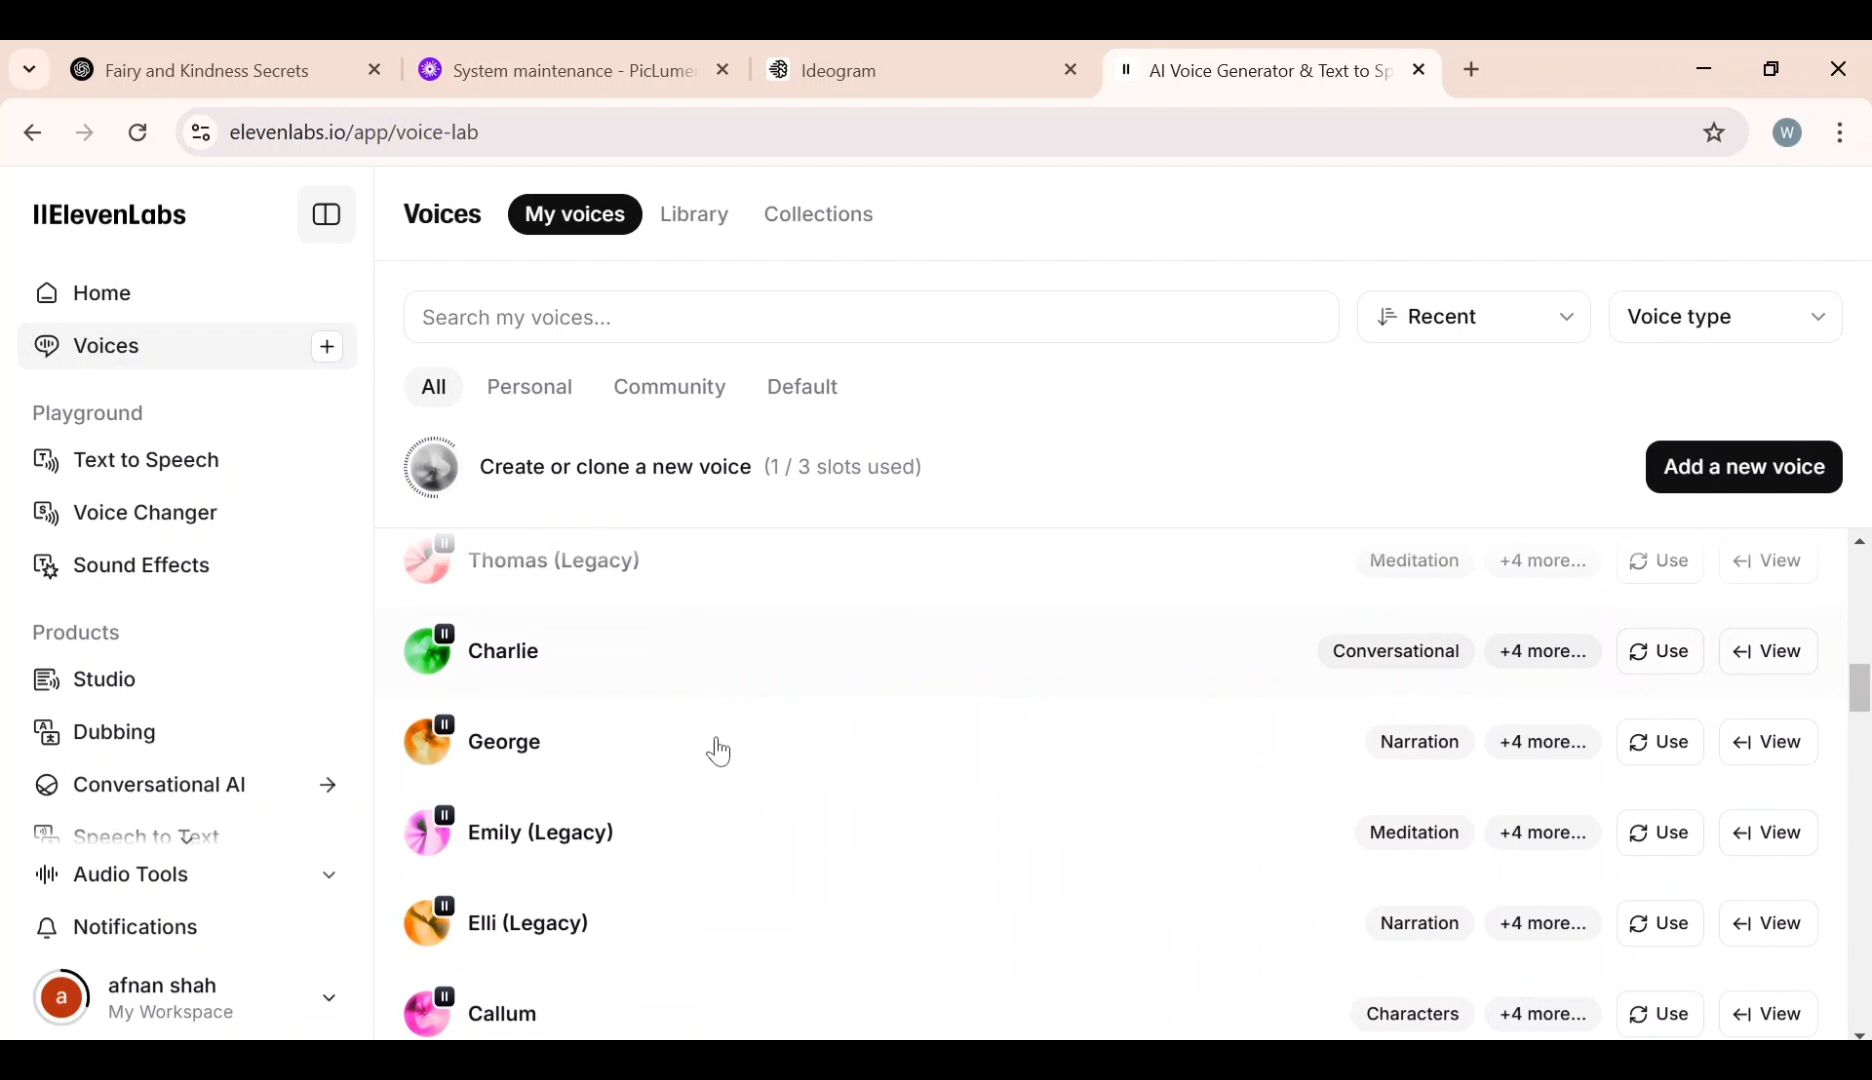 Fairy and Kindness Secrets
System maintenance - PicLume
Ideogram
AI Voice Generator & Text to Sp
elevenlabs.io/app/voice-lab
W
IIElevenLabs
Home
Voices
Playground
Text to Speech
Voice Changer
Sound Effects
Products
Studio
Dubbing
Conversational AI
Speech to Text
Audio Tools
Notifications
a
afnan shah
My Workspace
Voices My voices Library Collections
Search my voices...
Recent
Voice type
All Personal Community Default
Create or clone a new voice (1 / 3 slots used)
Add a new voice
Thomas (Legacy) Meditation +4 more... Use View
Charlie Conversational +4 more... Use View
George Narration +4 more... Use View
Emily (Legacy) Meditation +4 more... Use View
Elli (Legacy) Narration +4 more... Use View
Callum Characters +4 more... Use View